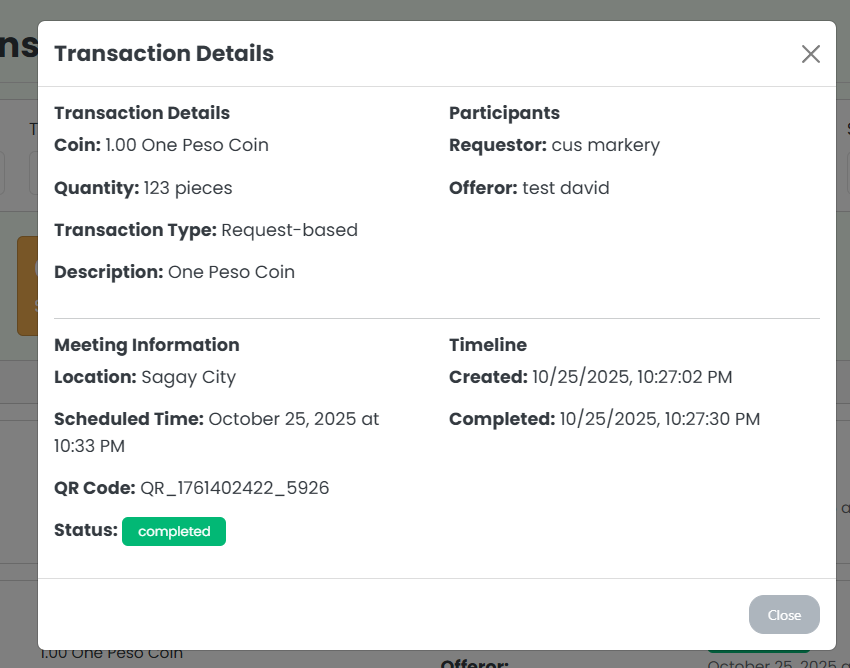 ns
Transaction Details
Transaction Details
Coin: 1.00 One Peso Coin
Quantity: 123 pieces
Transaction Type: Request-based
Description: One Peso Coin
Participants
Requestor: cus markery
Offeror: test david
Meeting Information
Location: Sagay City
Scheduled Time: October 25, 2025 at
10:33 PM
QR Code: QR_1761402422_5926
Status: completed
Timeline
Created: 10/25/2025, 10:27:02 PM
Completed: 10/25/2025, 10:27:30 PM
Close
1.00 One Peso Coin
Offeror:
October 25, 2025 a